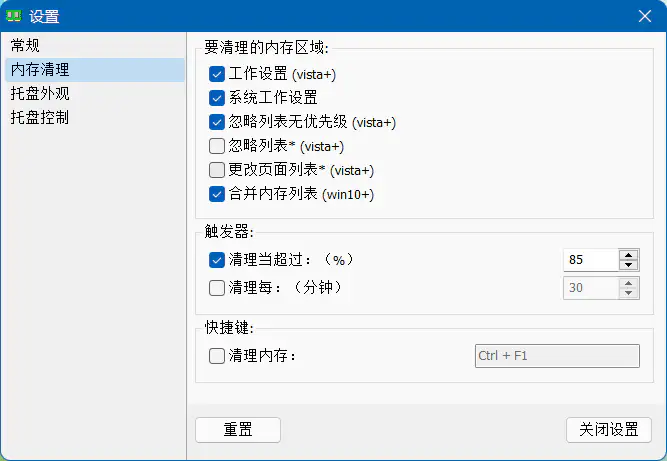 设置
常规
内存清理
托盘外观
托盘控制
要清理的内存区域:
工作设置 (vista+)
系统工作设置
忽略列表无优先级 (vista+)
忽略列表* (vista+)
更改页面列表* (vista+)
合并内存列表 (win10+)
触发器:
清理当超过：（%） 85
清理每：（分钟） 30
快捷键:
清理内存： Ctrl + F1
重置 关闭设置